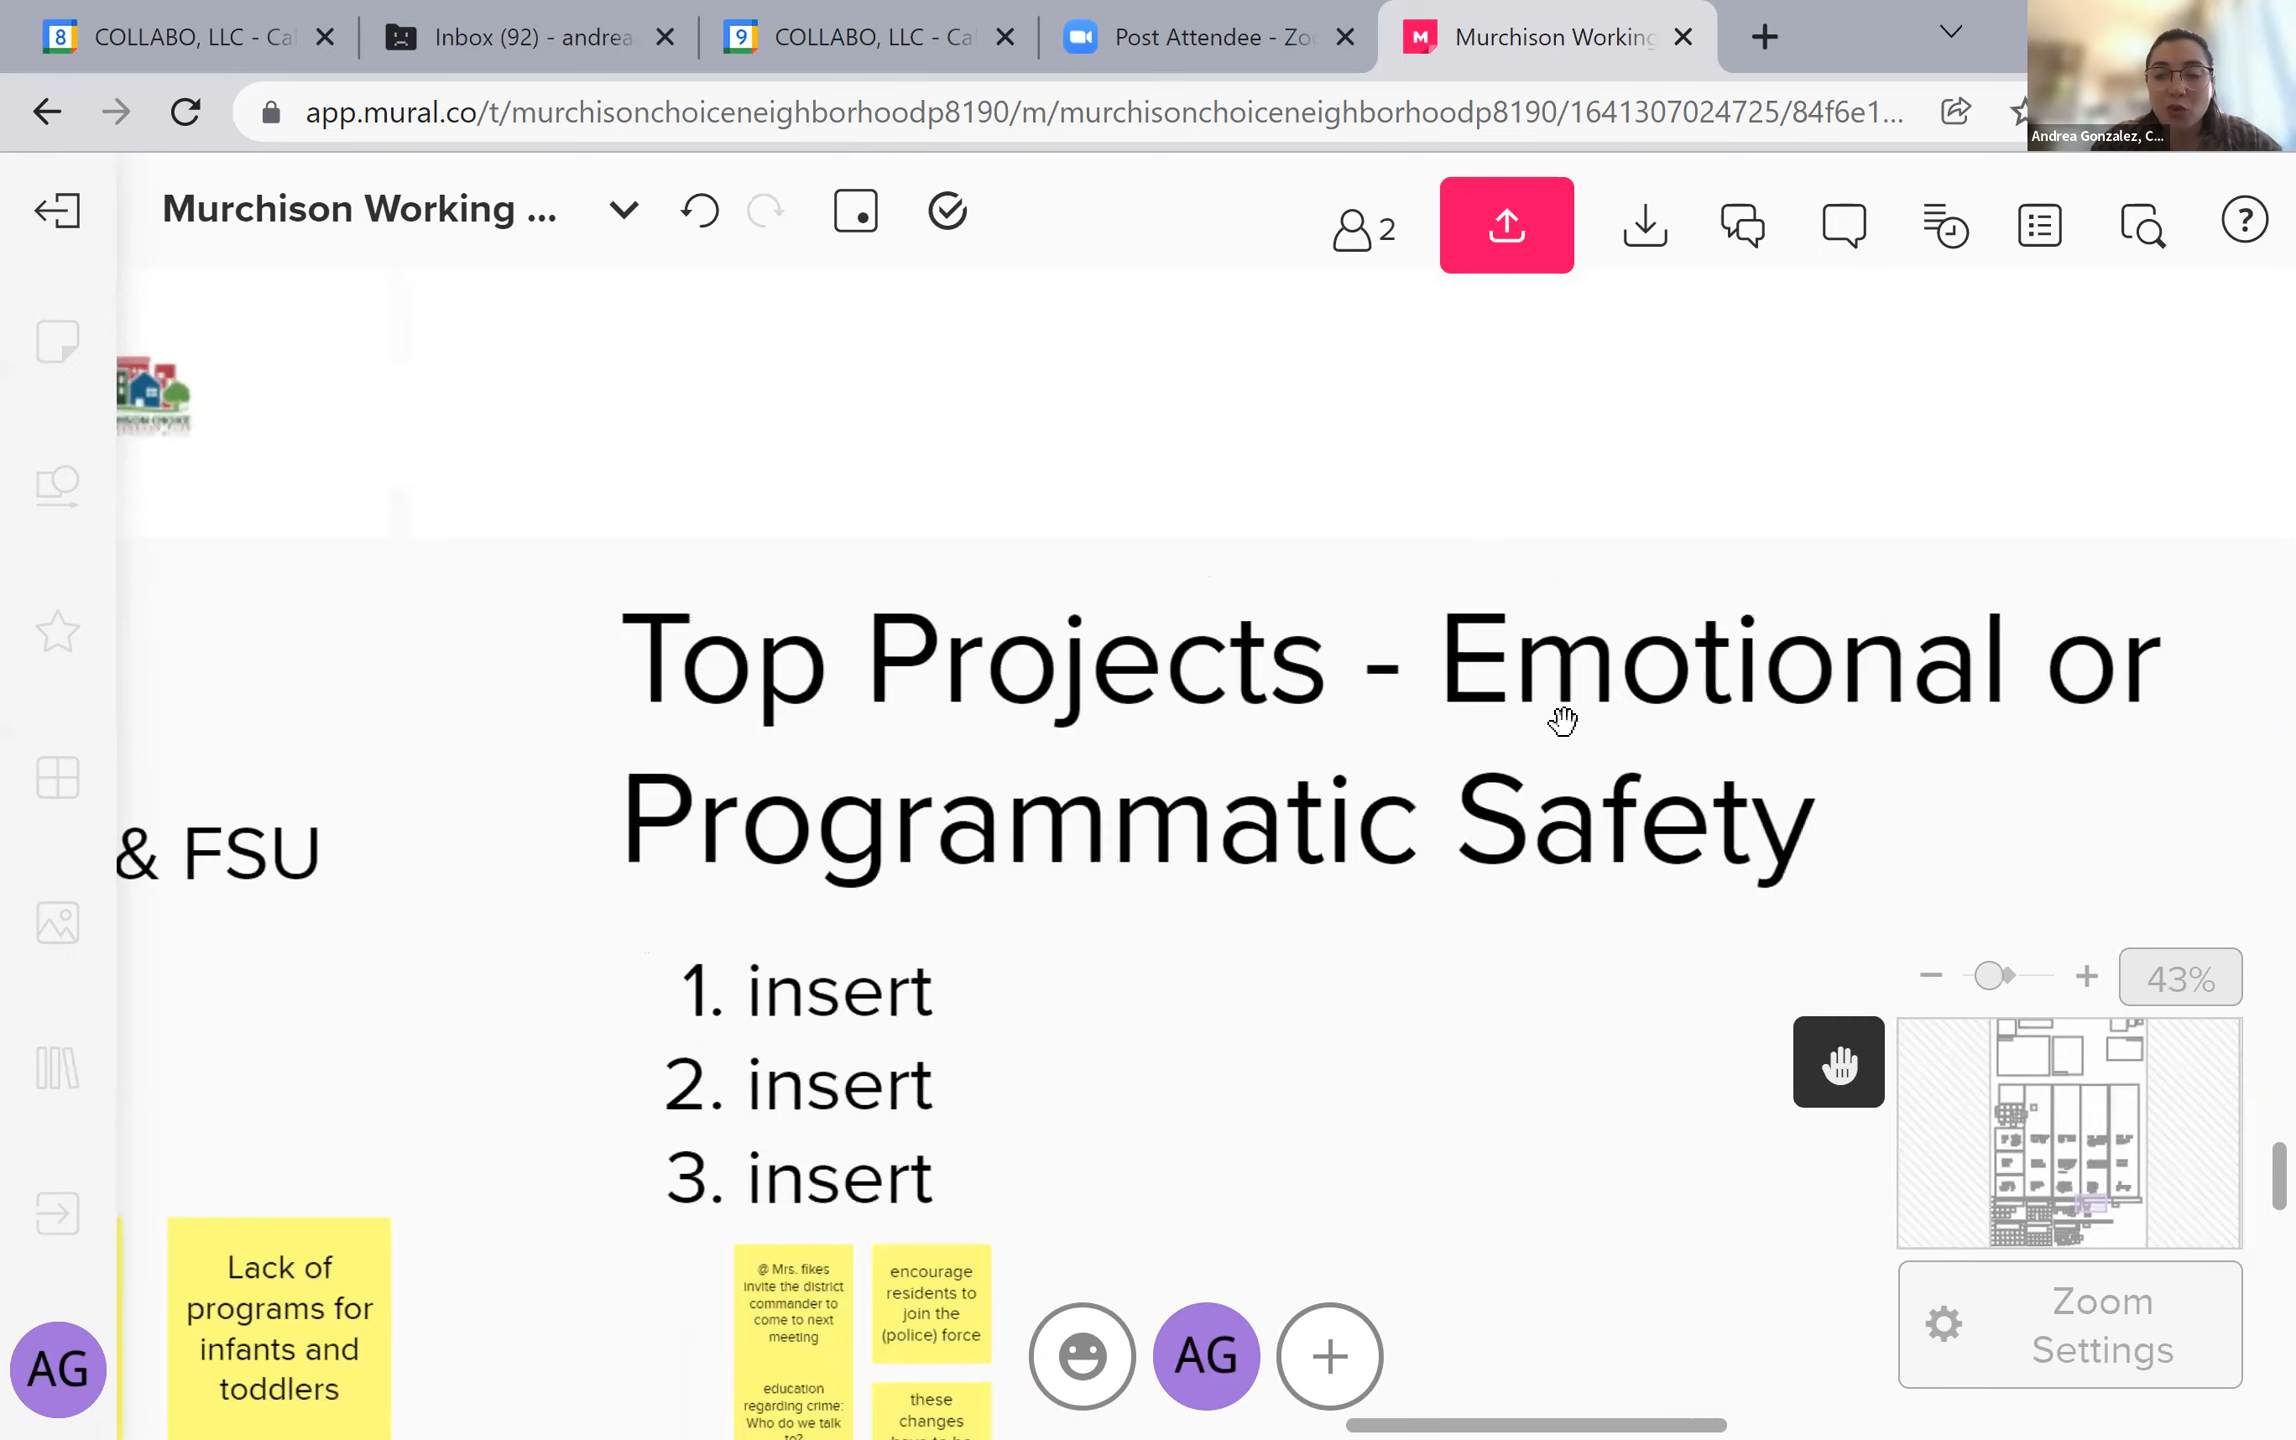 8 COLLABO, LLC - Ca
Inbox (92) - andrea
9 COLLABO, LLC - Ca
Post Attendee - Zo
M Murchison Working
app.mural.co/t/murchisonchoiceneighborhoodp8190/m/murchisonchoiceneighborhoodp8190/1641307024725/84f6e1...
Andrea Gonzalez, C...
Murchison Working ...
2
?
Top Projects - Emotional or
Programmatic Safety
& FSU
1. insert
2. insert
3. insert
43%
Zoom
Settings
Lack of
programs for
infants and
toddlers
@ Mrs. fikes
invite the district
commander to
come to next
meeting
encourage
residents to
join the
(police) force
education
regarding crime:
Who do we talk
to?
these
changes
AG
AG